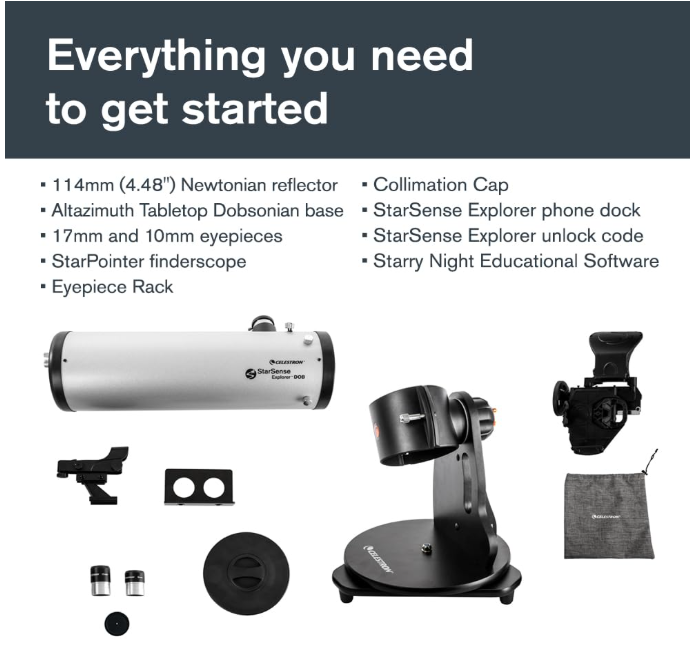 Everything you need
to get started
▪ 114mm (4.48") Newtonian reflector
▪ Altazimuth Tabletop Dobsonian base
▪ 17mm and 10mm eyepieces
▪ StarPointer finderscope
▪ Eyepiece Rack
▪ Collimation Cap
▪ StarSense Explorer phone dock
▪ StarSense Explorer unlock code
▪ Starry Night Educational Software
CELESTRON
StarSense
Explorer
CELESTRON
CELESTRON